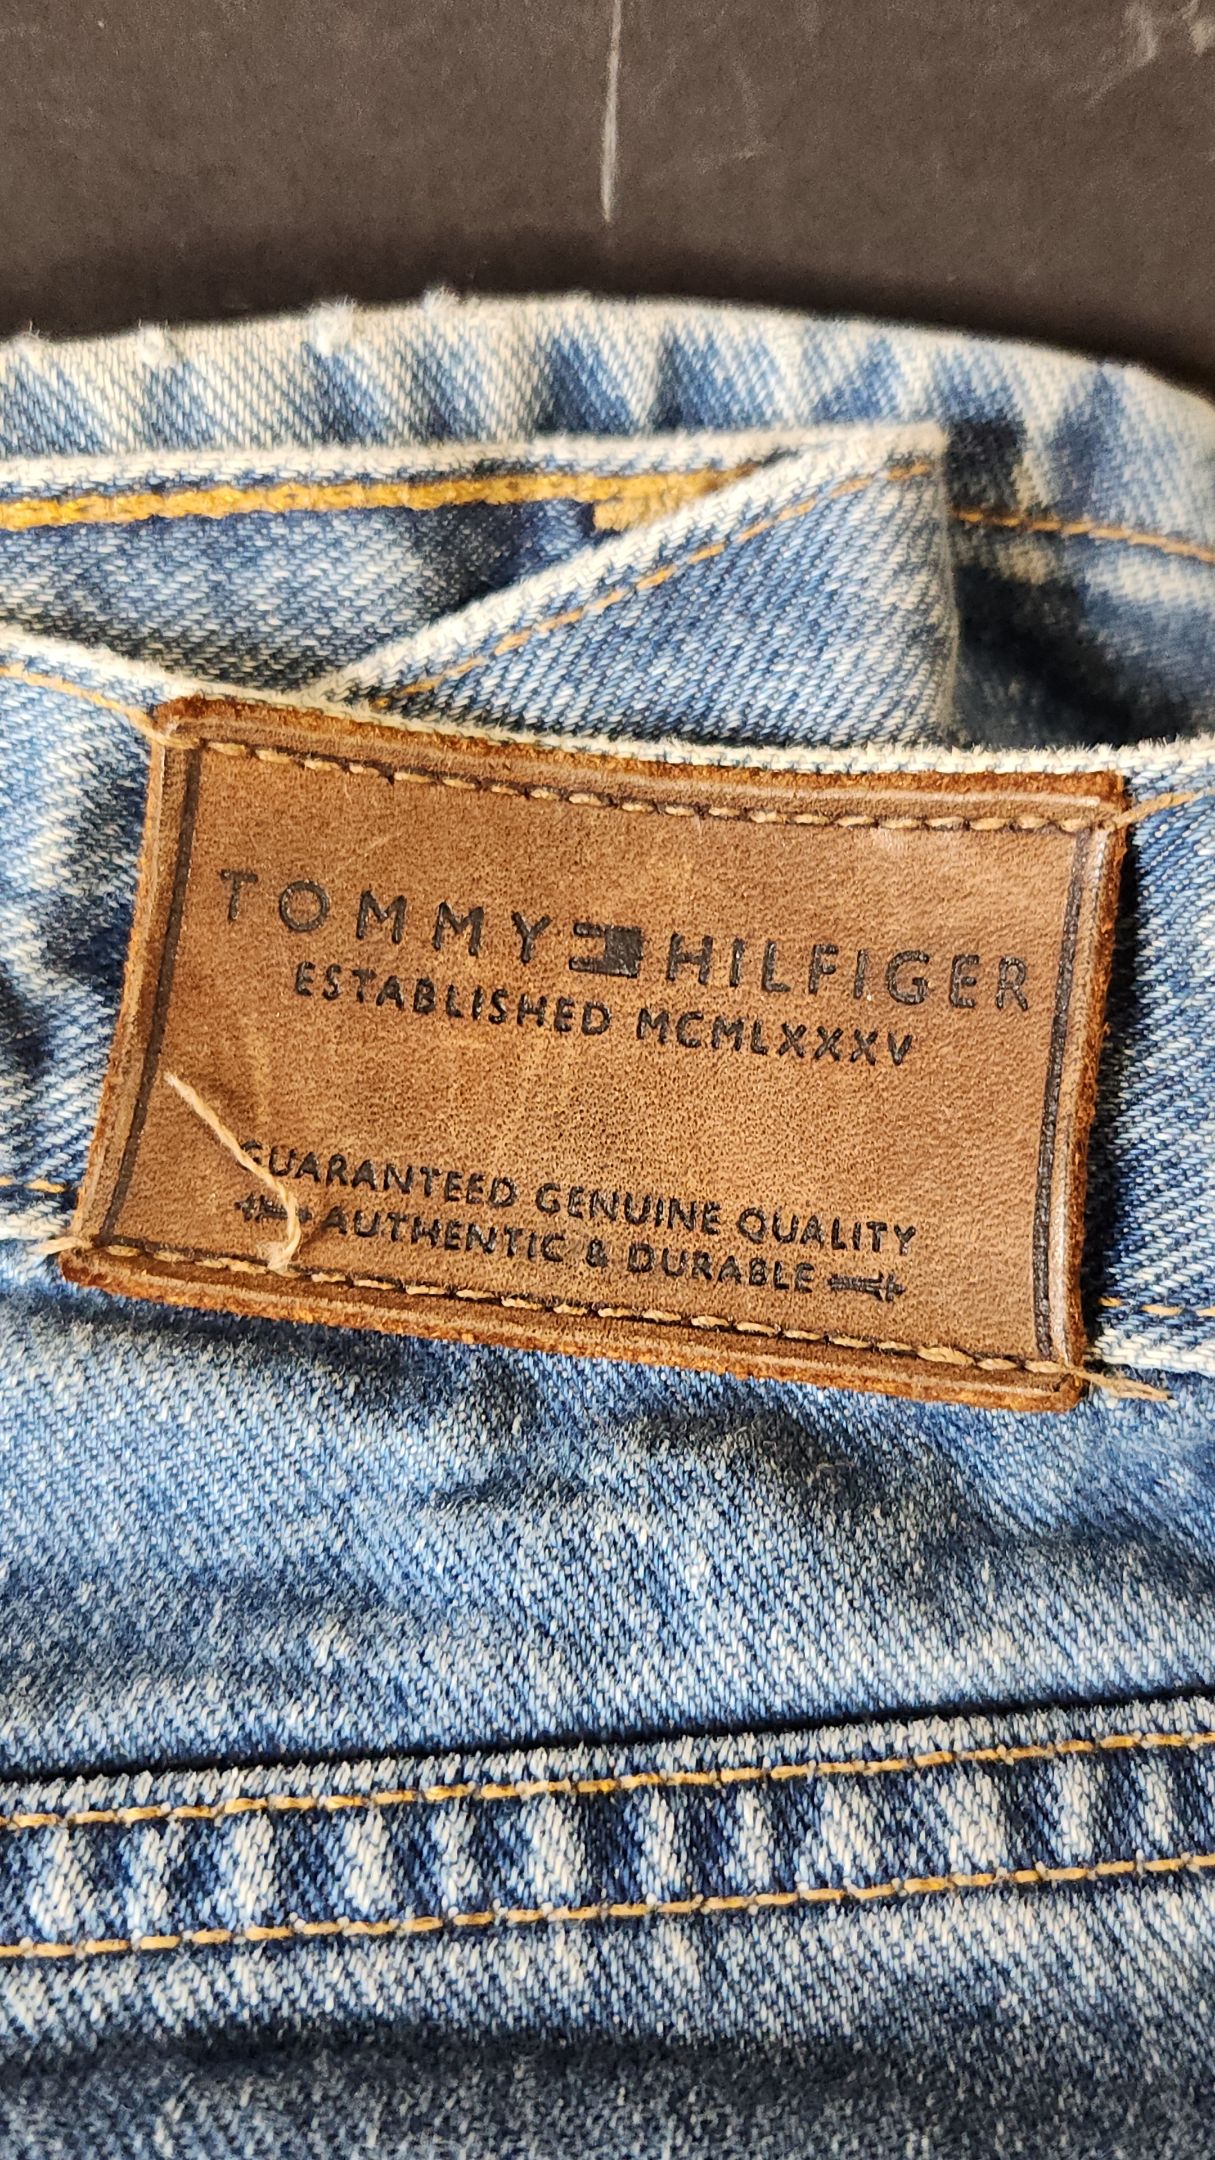 TOMMY HILFIGER
ESTABLISHED MCMLXXXV
GUARANTEED GENUINE QUALITY
AUTHENTIC & DURABLE